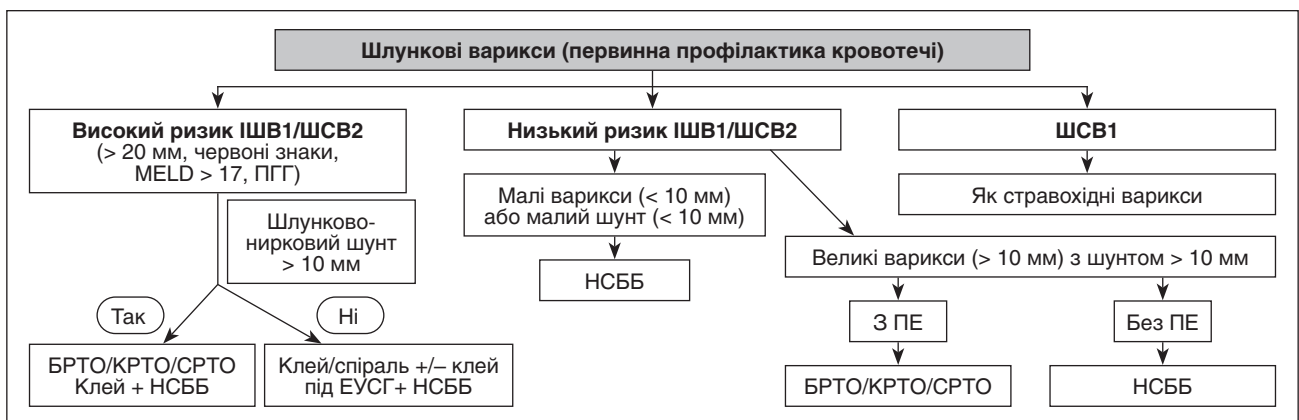 Шлункові варикси (первинна профілактика кровотечі)
Високий ризик ІШВ1/ШСВ2
(> 20 мм, червоні знаки,
MELD > 17, ПГГ)
Низький ризик ІШВ1/ШСВ2
ШСВ1
Малі варикси (< 10 мм)
або малий шунт (< 10 мм)
Як стравохідні варикси
Шлунково-
нирковий шунт
> 10 мм
НСББ
Великі варикси (> 10 мм) з шунтом > 10 мм
Так
Ні
З ПЕ
Без ПЕ
БРТО/КРТО/СРТО
Клей + НСББ
Клей/спіраль +/– клей
під ЕУСГ+ НСББ
БРТО/КРТО/СРТО
НСББ